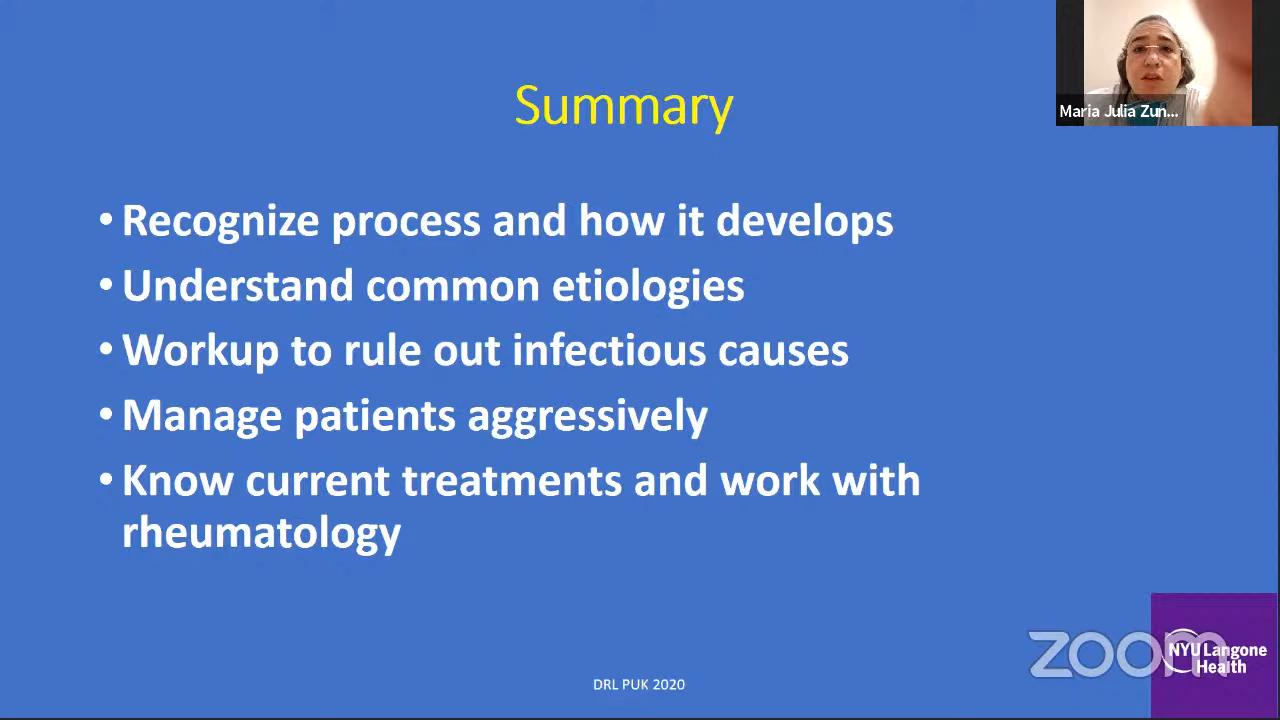 Summary
Maria Julia Zun...
• Recognize process and how it develops
• Understand common etiologies
• Workup to rule out infectious causes
• Manage patients aggressively
• Know current treatments and work with
rheumatology
zoom
NYU Langone
Health
DRL PUK 2020